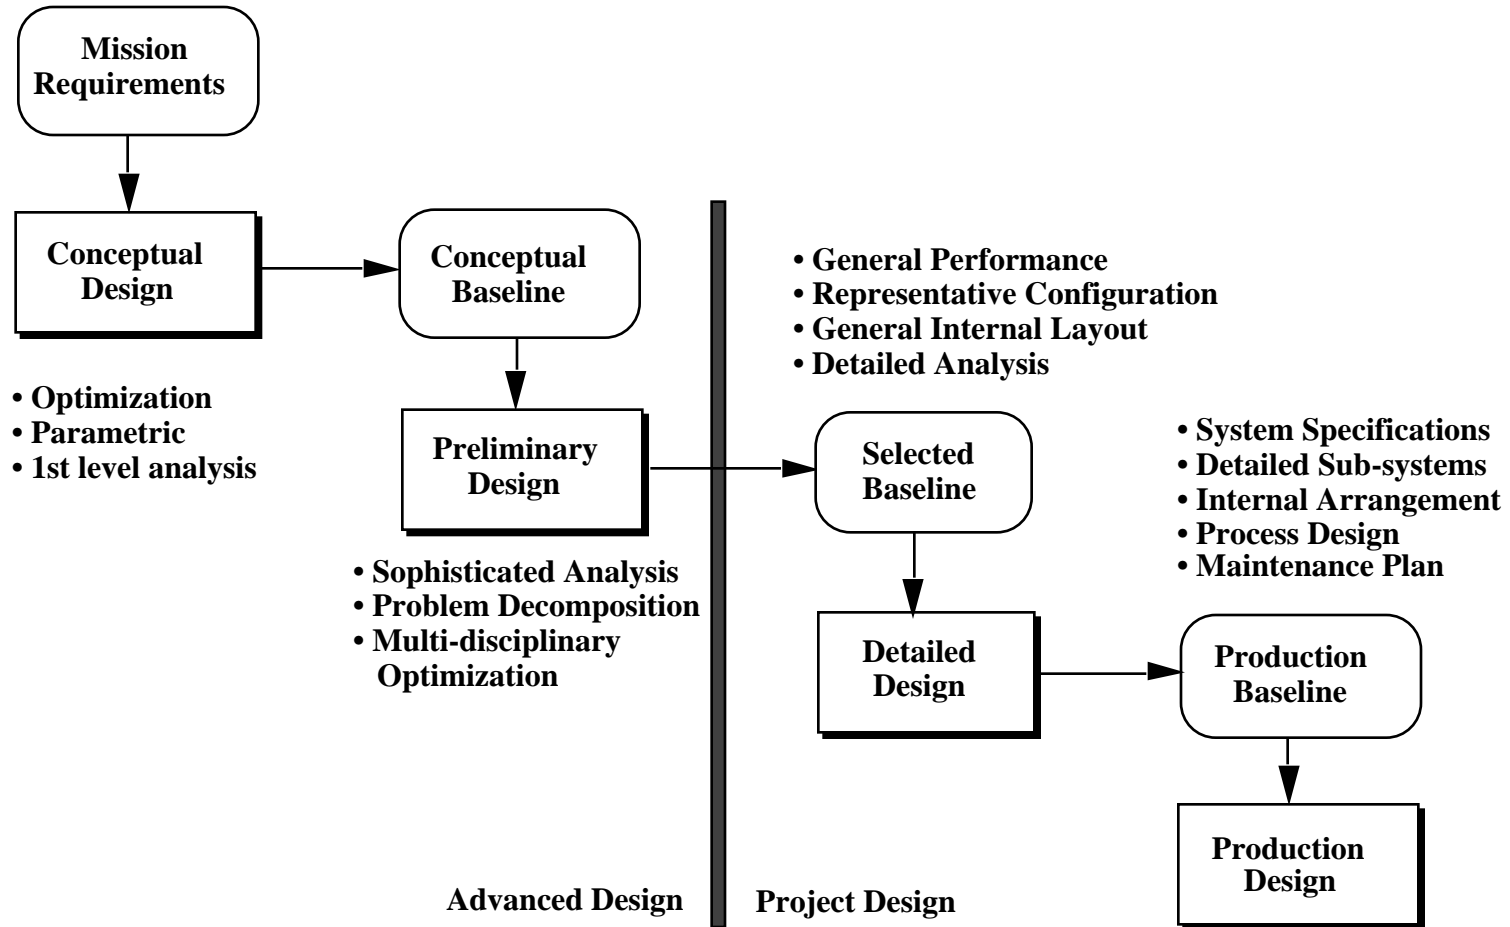 Mission
Requirements
Conceptual
Design
• Optimization
• Parametric
• 1st level analysis
Conceptual
Baseline
Preliminary
Design
• Sophisticated Analysis
• Problem Decomposition
• Multi-disciplinary
Optimization
• General Performance
• Representative Configuration
• General Internal Layout
• Detailed Analysis
Selected
Baseline
Detailed
Design
• System Specifications
• Detailed Sub-systems
• Internal Arrangement
• Process Design
• Maintenance Plan
Production
Baseline
Production
Design
Advanced Design
Project Design